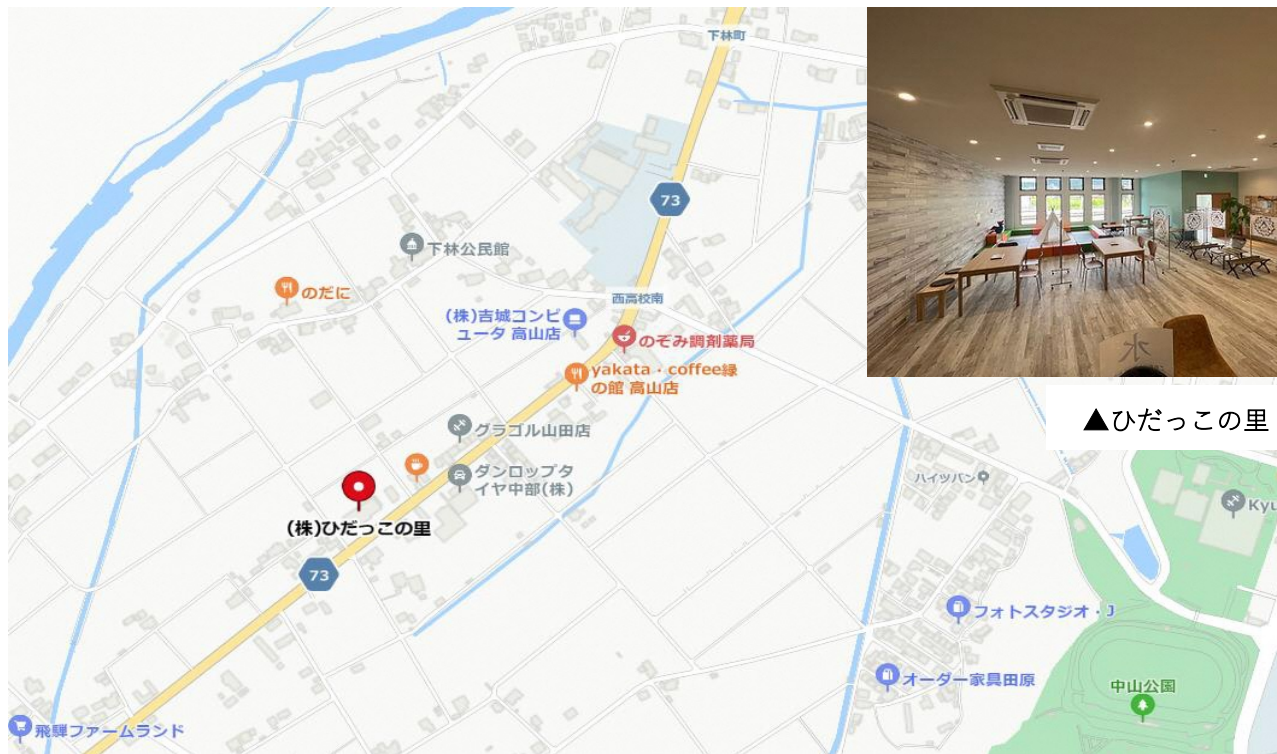 下林町
73
下林公民館
のだに
西高校南
(株)吉城コンピ
ュータ 高山店
のぞみ調剤薬局
yakata・coffee緑
の館 高山店
水
▲ひだっこの里
グラゴル山田店
ダンロップタ
イヤ中部(株)
ハイツバン
(株)ひだっこの里
Kyu
73
フォトスタジオ・J
オーダー家具田原
中山公園
飛騨ファームランド